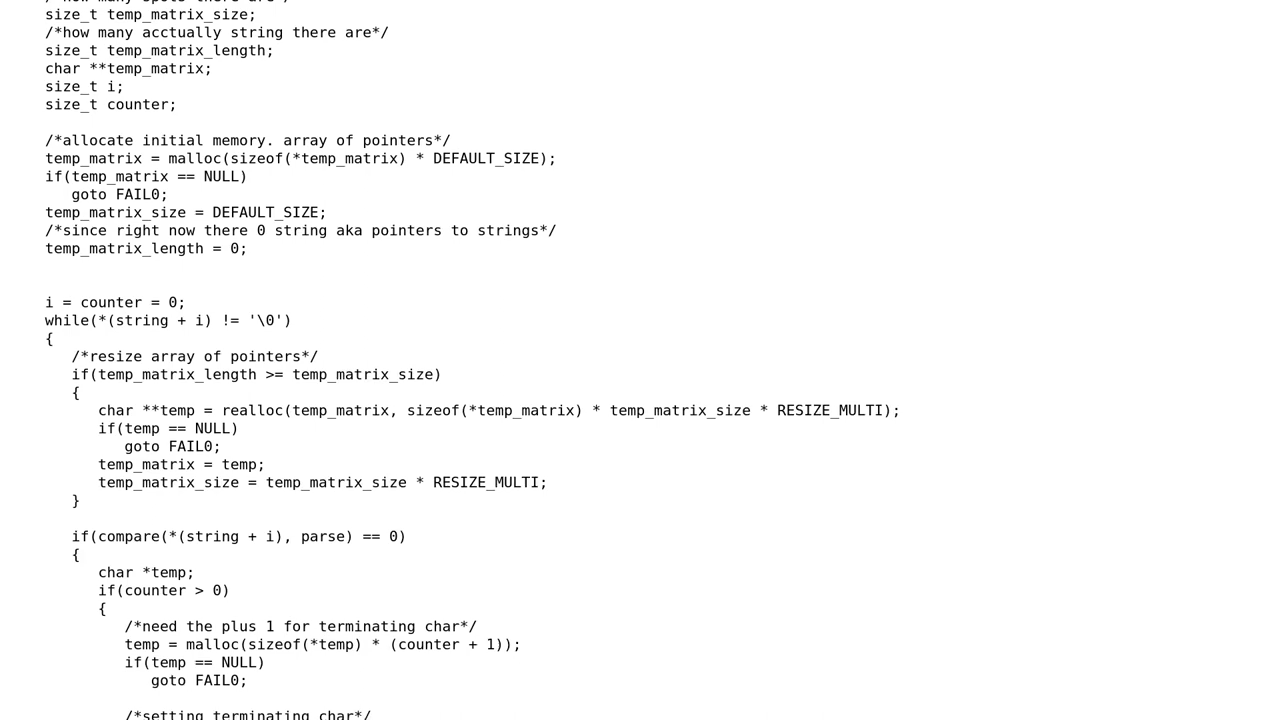 /*how many spots there are*/
size_t temp_matrix_size;
/*how many acctually string there are*/
size_t temp_matrix_length;
char **temp_matrix;
size_t i;
size_t counter;
/*allocate initial memory. array of pointers*/
temp_matrix = malloc(sizeof(*temp_matrix) * DEFAULT_SIZE);
if(temp_matrix == NULL)
goto FAIL0;
temp_matrix_size = DEFAULT_SIZE;
/*since right now there 0 string aka pointers to strings*/
temp_matrix_length = 0;
i = counter = 0;
while(*(string + i) != '\0')
{
/*resize array of pointers*/
if(temp_matrix_length >= temp_matrix_size)
{
char **temp = realloc(temp_matrix, sizeof(*temp_matrix) * temp_matrix_size * RESIZE_MULTI);
if(temp == NULL)
goto FAIL0;
temp_matrix = temp;
temp_matrix_size = temp_matrix_size * RESIZE_MULTI;
}
if(compare(*(string + i), parse) == 0)
{
char *temp;
if(counter > 0)
{
/*need the plus 1 for terminating char*/
temp = malloc(sizeof(*temp) * (counter + 1));
if(temp == NULL)
goto FAIL0;
/*setting terminating char*/